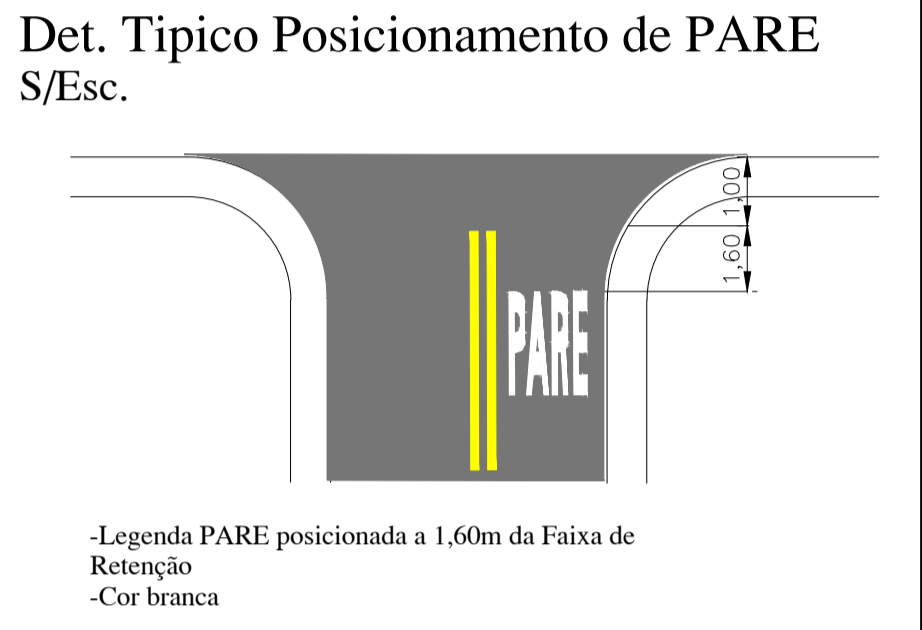 Det. Tipico Posicionamento de PARE
S/Esc.
1,00
1,60
PARE
-Legenda PARE posicionada a 1,60m da Faixa de
Retenção
-Cor branca